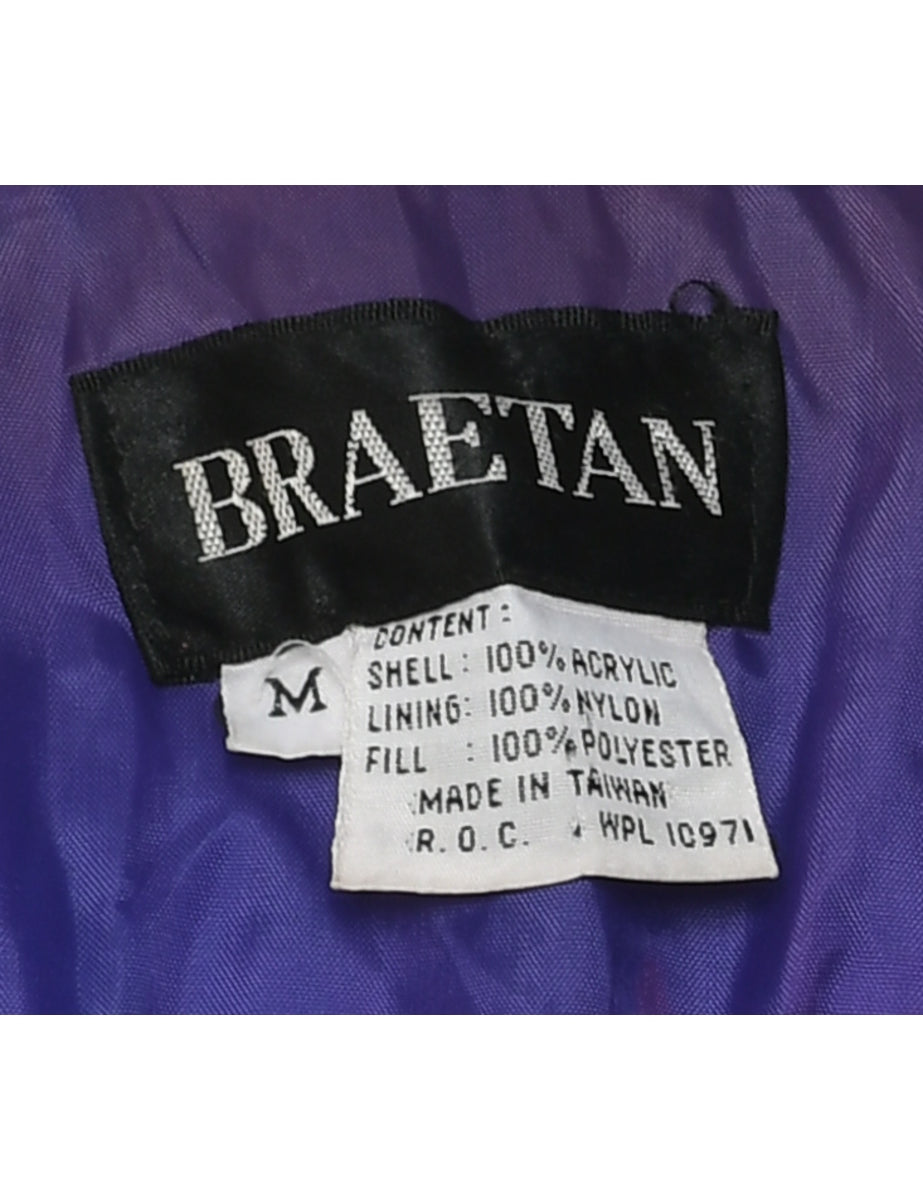 BRAETAN
M
CONTENT :
SHELL : 100% ACRYLIC
LINING: 100% NYLON
FILL : 100% POLYESTER
MADE IN TAIWAN
R. O. C. WPL 10971